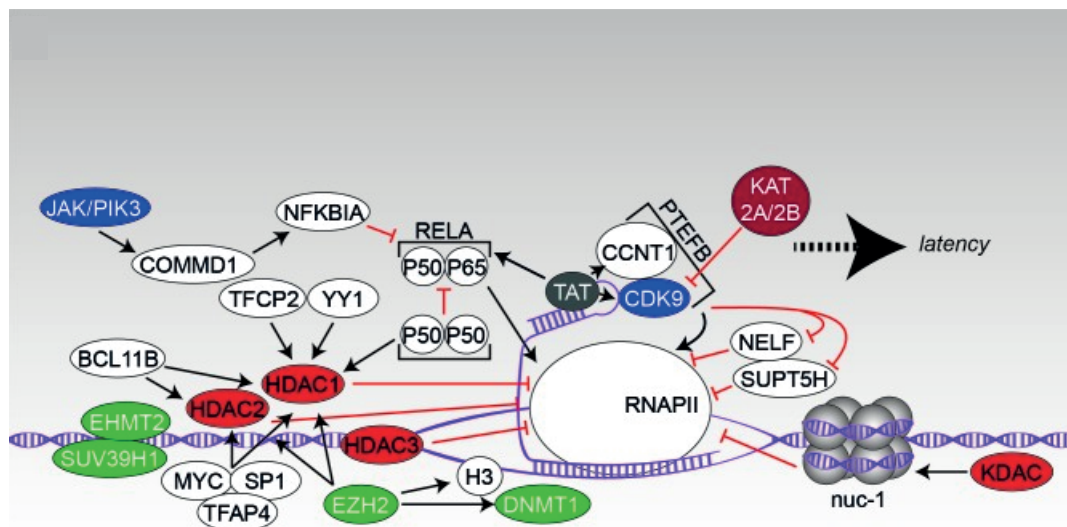 JAK/PIK3
NFKBIA
COMMD1
RELA
P50 P65
P50 P50
TFCP2
YY1
BCL11B
HDAC1
HDAC2
HDAC3
EHMT2
SUV39H1
MYC
SP1
TFAP4
EZH2
H3
DNMT1
TAT
CCNT1
CDK9
PTEFB
KAT
2A/2B
latency
NELF
SUPT5H
RNAPII
nuc-1
KDAC